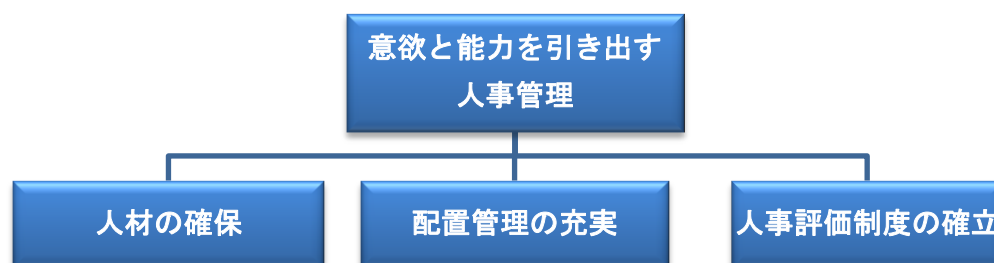 意欲と能力を引き出す
人事管理
人材の確保
配置管理の充実
人事評価制度の確立